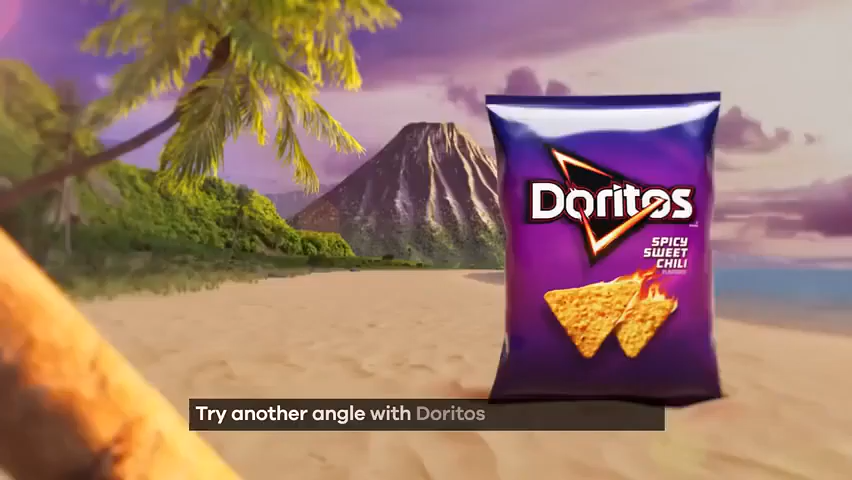 Doritos
SPICY
SWEET
CHILI
Try another angle with Doritos